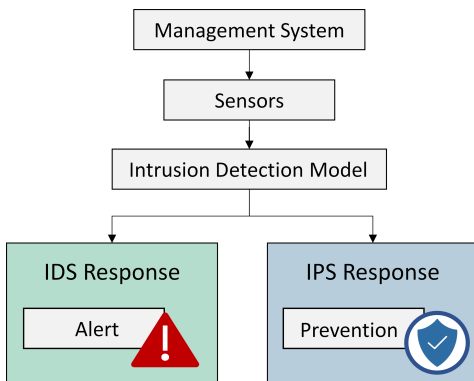 Management System
Sensors
Intrusion Detection Model
IDS Response
Alert
IPS Response
Prevention